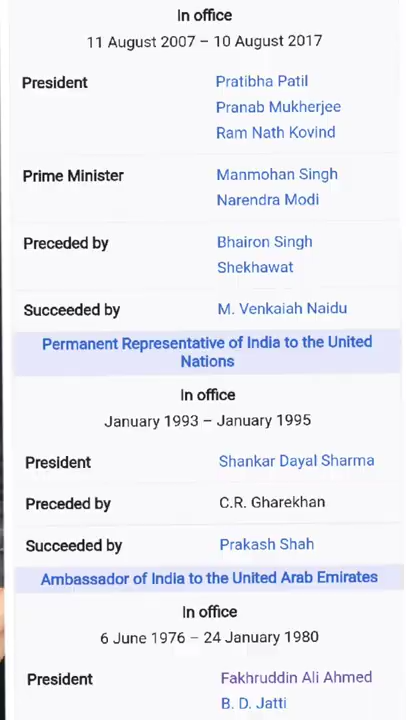 In office
11 August 2007 – 10 August 2017
President
Pratibha Patil
Pranab Mukherjee
Ram Nath Kovind
Prime Minister
Manmohan Singh
Narendra Modi
Preceded by
Bhairon Singh
Shekhawat
Succeeded by
M. Venkaiah Naidu
Permanent Representative of India to the United
Nations
In office
January 1993 – January 1995
President
Shankar Dayal Sharma
Preceded by
C.R. Gharekhan
Succeeded by
Prakash Shah
Ambassador of India to the United Arab Emirates
In office
6 June 1976 – 24 January 1980
President
Fakhruddin Ali Ahmed
B. D. Jatti